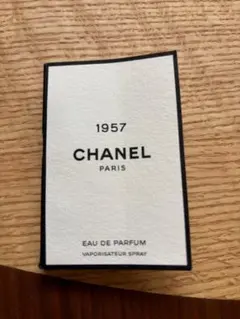 1957
CHANEL
PARIS
EAU DE PARFUM
VAPORISATEUR SPRAY